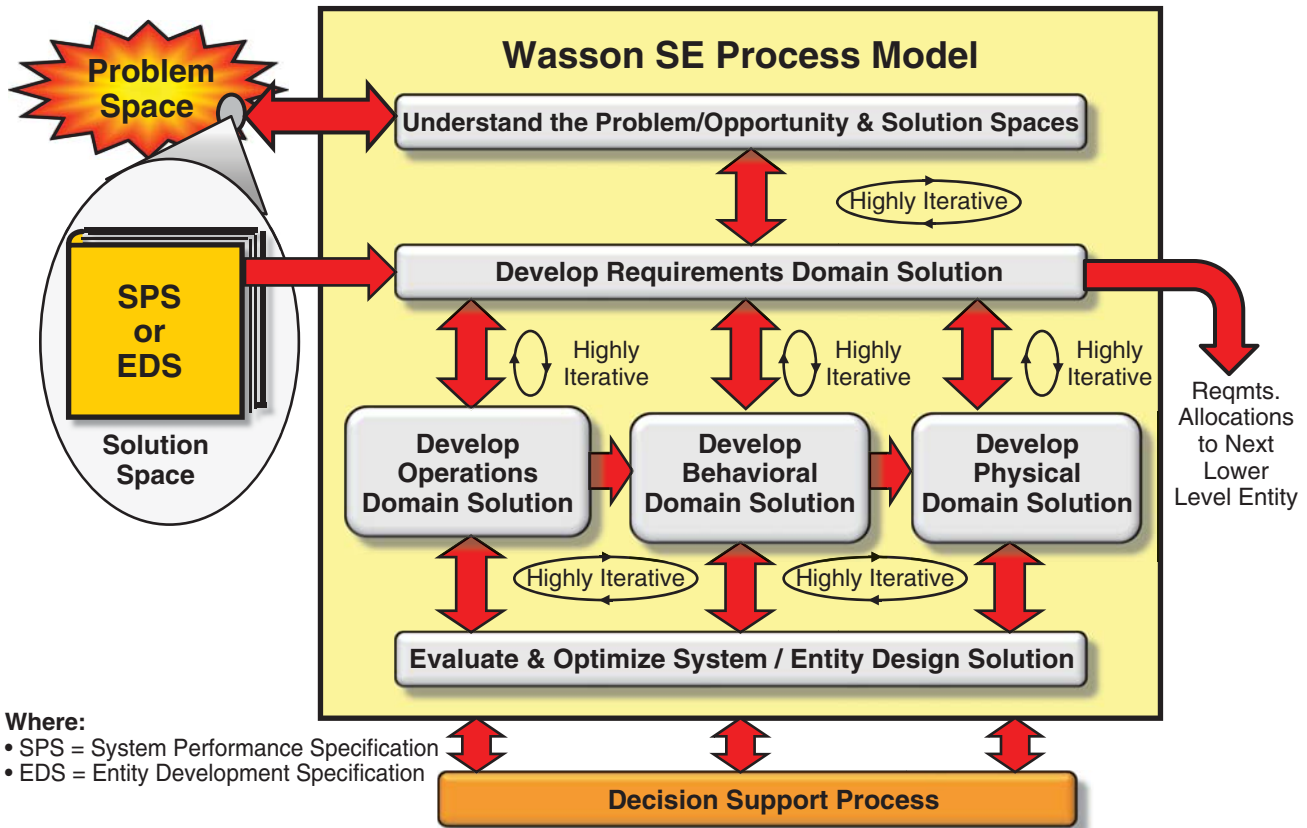 Wasson SE Process Model
Problem
Space
Understand the Problem/Opportunity & Solution Spaces
Highly Iterative
SPS
or
EDS
Solution
Space
Develop Requirements Domain Solution
Highly
Iterative
Highly
Iterative
Highly
Iterative
Reqmts.
Allocations
to Next
Lower
Level Entity
Develop
Operations
Domain Solution
Develop
Behavioral
Domain Solution
Develop
Physical
Domain Solution
Highly Iterative
Highly Iterative
Evaluate & Optimize System / Entity Design Solution
Where:
• SPS = System Performance Specification
• EDS = Entity Development Specification
Decision Support Process